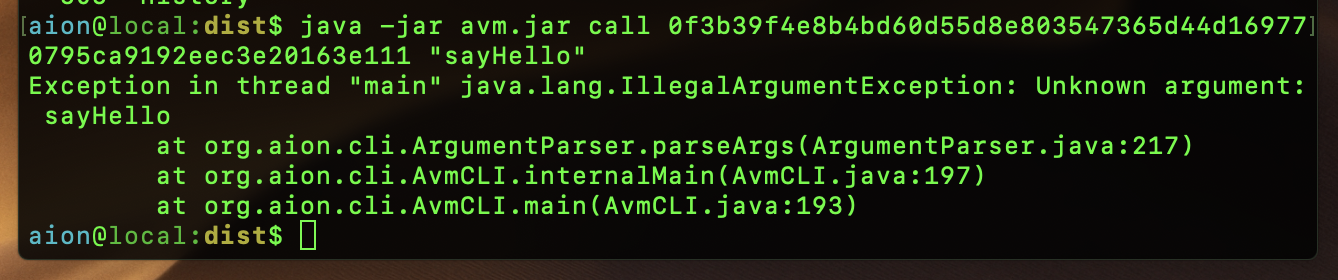 [aion@local:dist$ java -jar avm.jar call 0f3b39f4e8b4bd60d55d8e803547365d44d16977]
0795ca9192eec3e20163e111 "sayHello"
Exception in thread "main" java.lang.IllegalArgumentException: Unknown argument:
 sayHello
        at org.aion.cli.ArgumentParser.parseArgs(ArgumentParser.java:217)
        at org.aion.cli.AvmCLI.internalMain(AvmCLI.java:197)
        at org.aion.cli.AvmCLI.main(AvmCLI.java:193)
aion@local:dist$